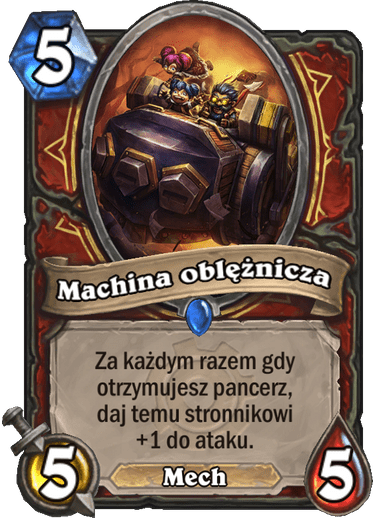 5
Machina oblężnicza
Za każdym razem gdy
otrzymujesz pancerz,
daj temu stronnikowi
+1 do ataku.
5
Mech
5